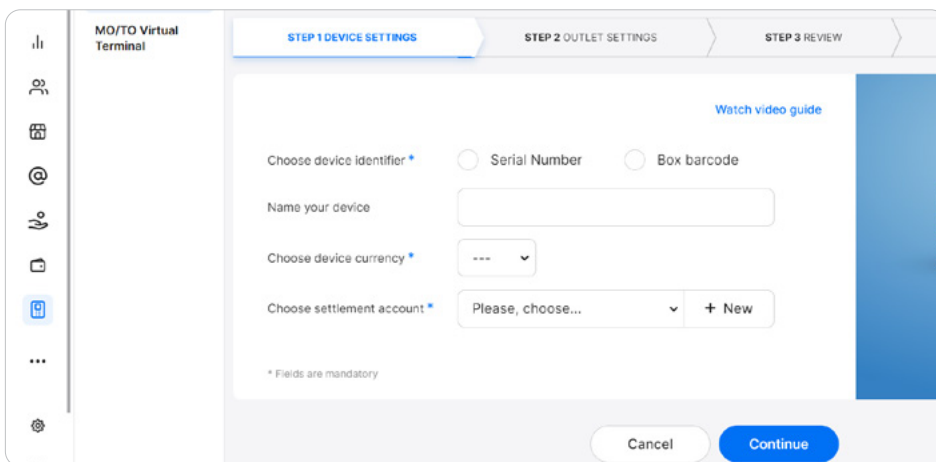 MO/TO Virtual
Terminal
STEP 1 DEVICE SETTINGS
STEP 2 OUTLET SETTINGS
STEP 3 REVIEW
Watch video guide
Choose device identifier *
Serial Number
Box barcode
Name your device
Choose device currency *
---
Choose settlement account *
Please, choose...
+ New
* Fields are mandatory
Cancel
Continue